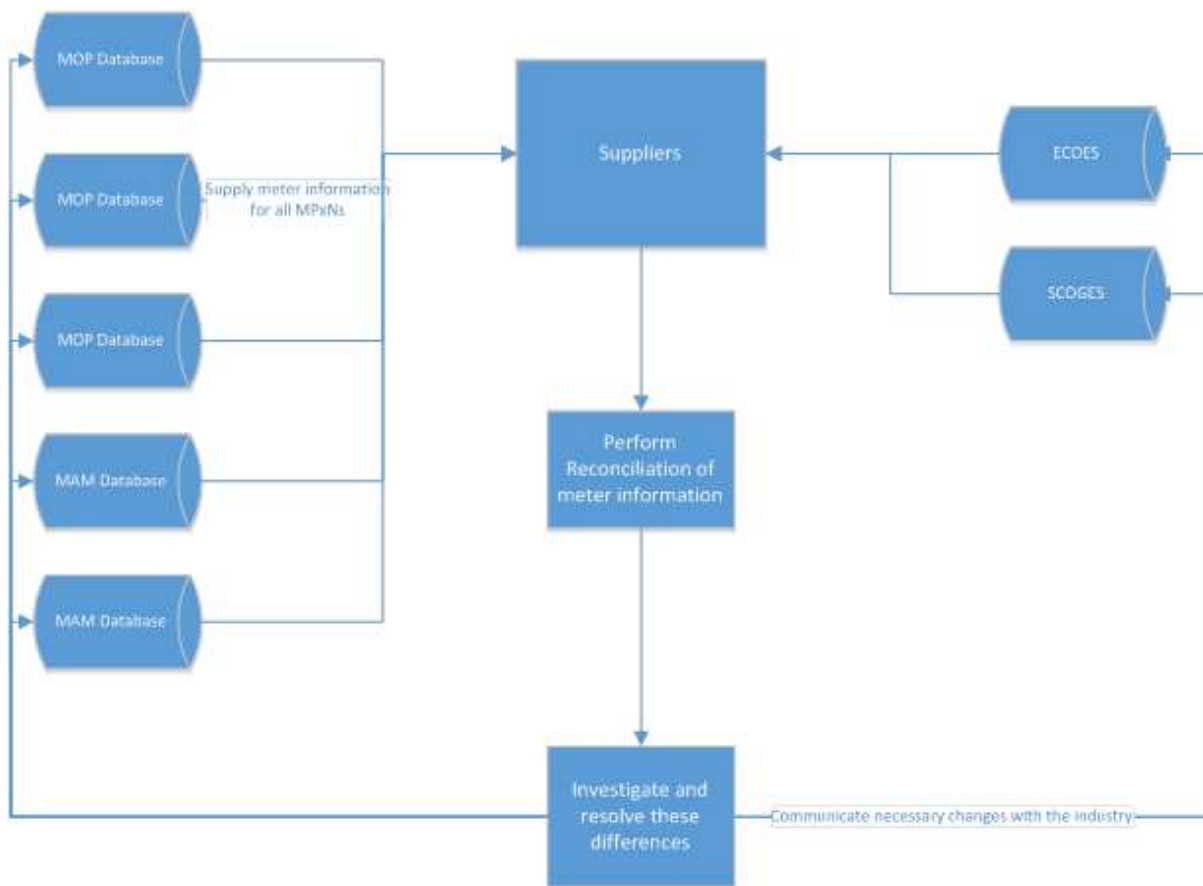 MOP Database
MOP Database
Supply meter information
for all MPxNs
MOP Database
MAM Database
MAM Database
Suppliers
Perform
Reconciliation of
meter information
Investigate and
resolve these
differences
Communicate necessary changes with the industry
ECOES
SCOGES